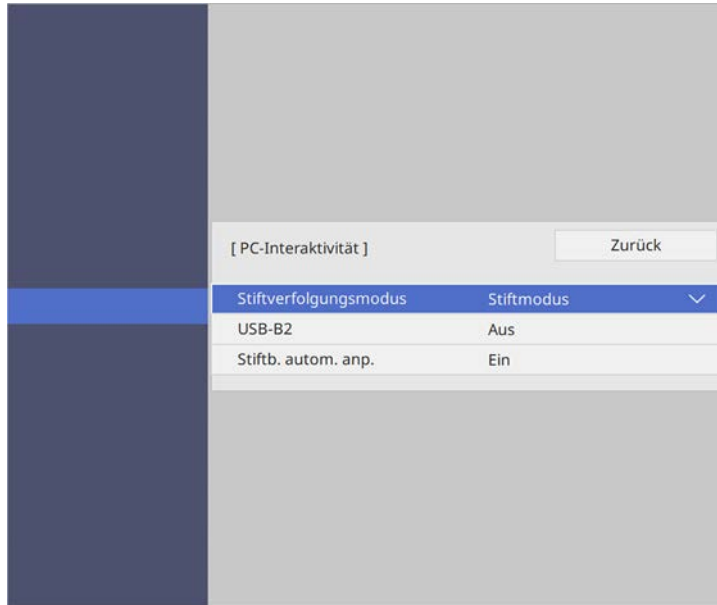 [ PC-Interaktivität ]
Zurück
Stiftverfolgungsmodus Stiftmodus
USB-B2 Aus
Stiftb. autom. anp. Ein